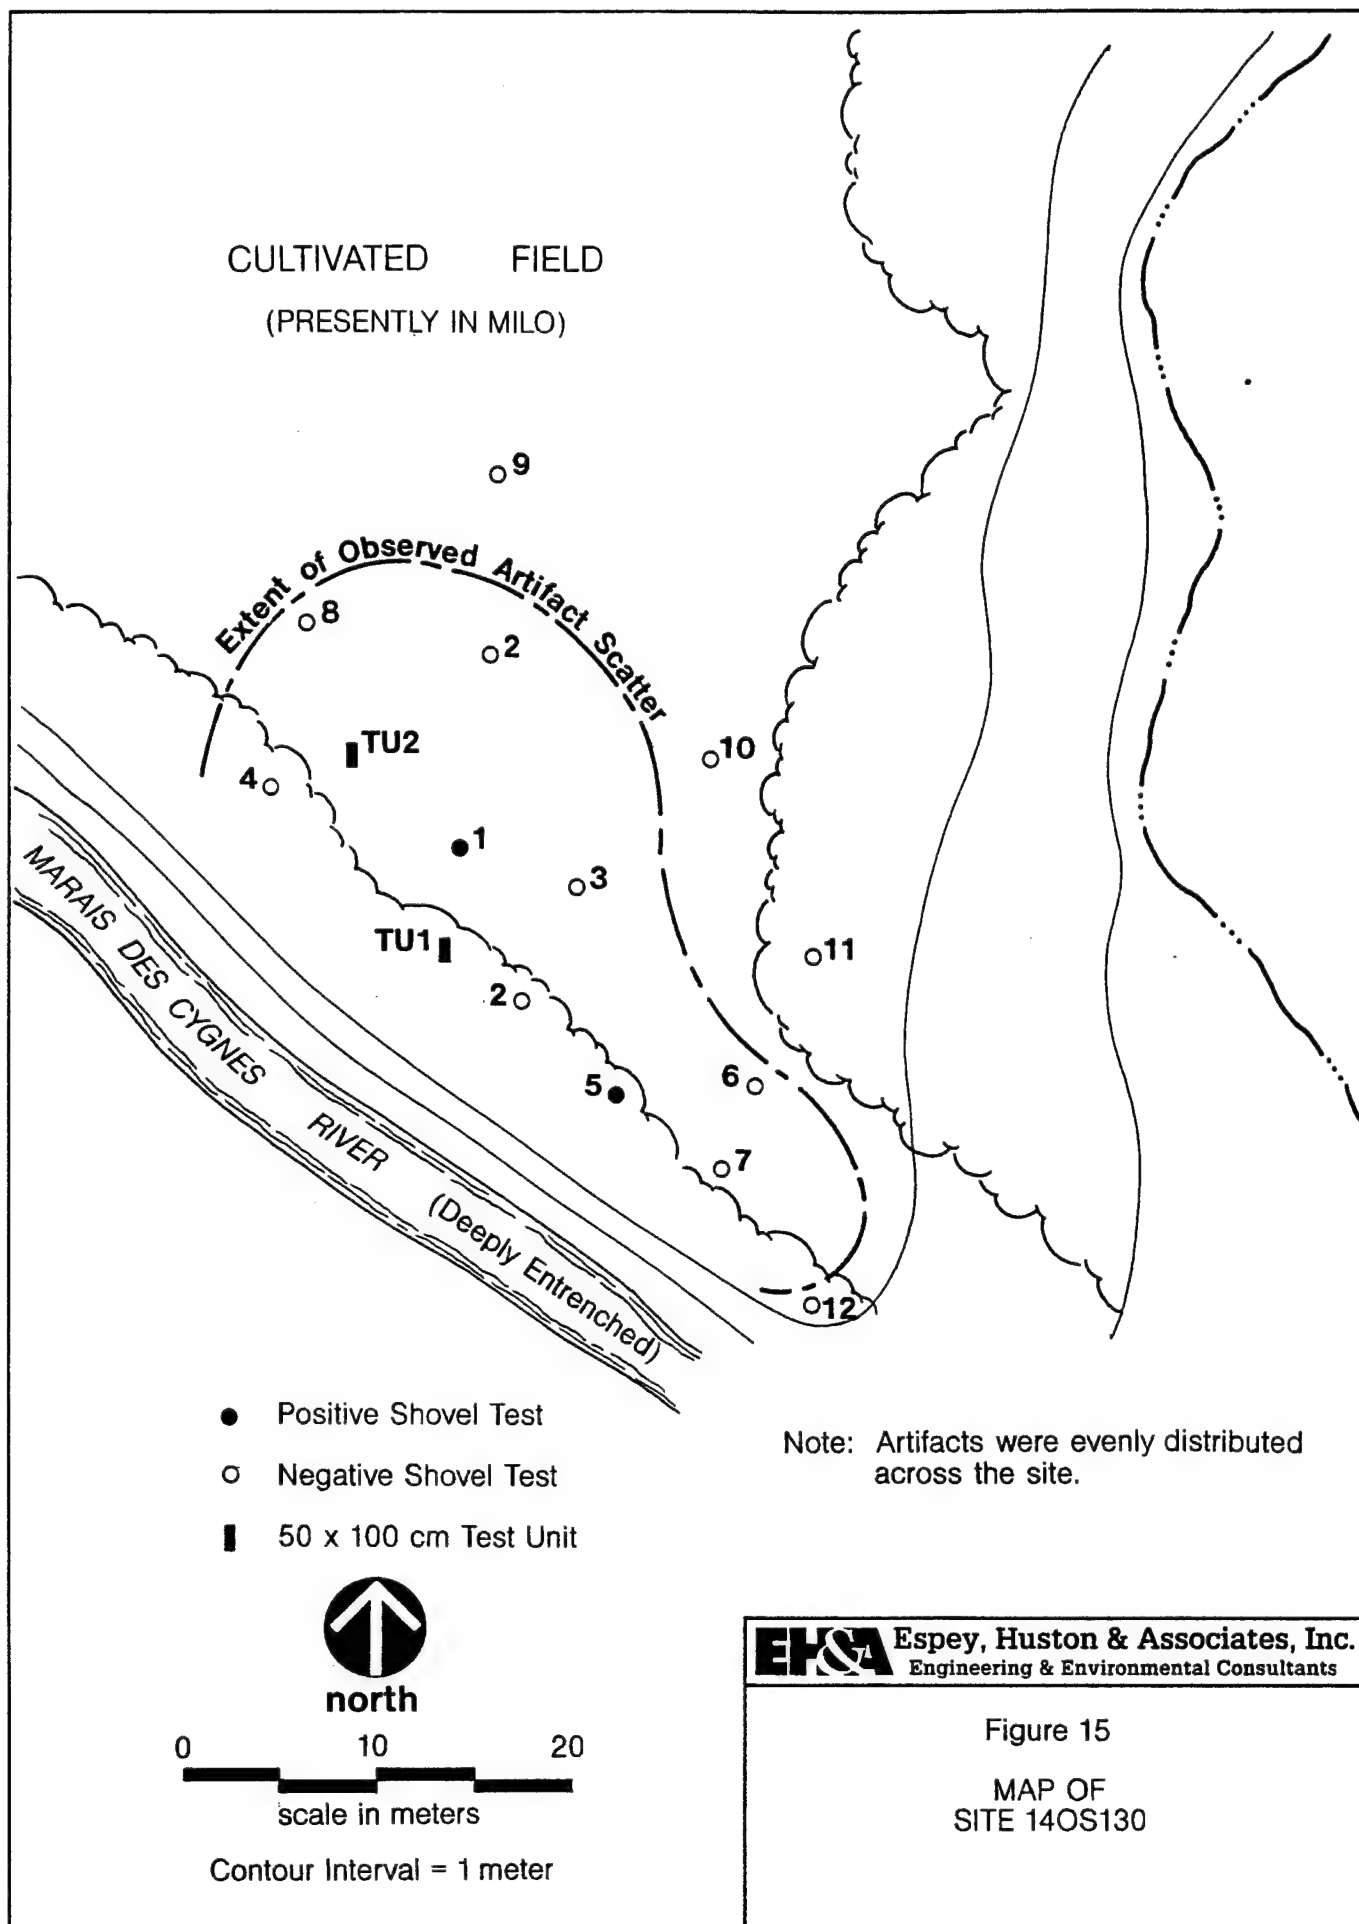 CULTIVATED FIELD
(PRESENTLY IN MILO)
9
Extent of Observed Artifact Scatter
8
2
TU2
10
4
1
3
TU1
11
2
5
6
7
12
MARAIS DES CYGNES RIVER (Deeply Entrenched)
Positive Shovel Test
Negative Shovel Test
50 x 100 cm Test Unit
Note: Artifacts were evenly distributed
across the site.
north
0 10 20
scale in meters
Contour Interval = 1 meter
EH&A Espey, Huston & Associates, Inc.
Engineering & Environmental Consultants
Figure 15
MAP OF
SITE 14OS130